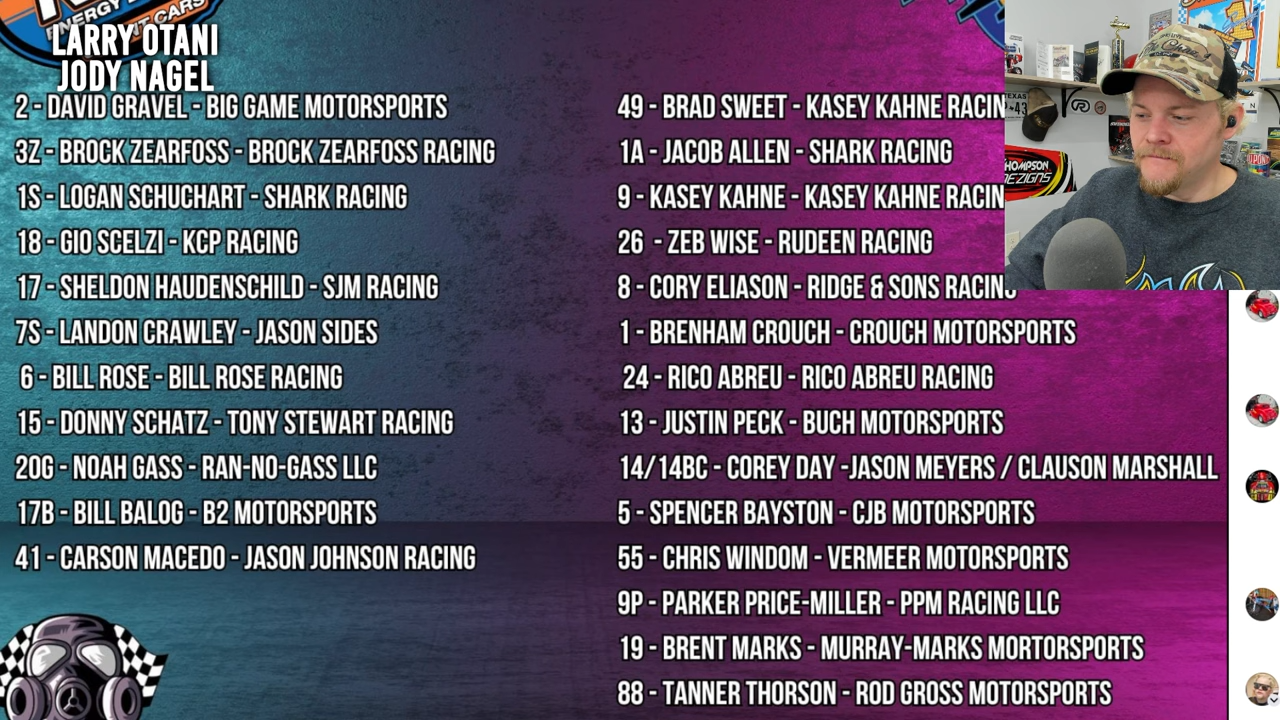 ENERGY
NT CARS
LARRY OTANI
JODY NAGEL
2 - DAVID GRAVEL - BIG GAME MOTORSPORTS
3Z - BROCK ZEARFOSS - BROCK ZEARFOSS RACING
1S - LOGAN SCHUCHART - SHARK RACING
18 - GIO SCELZI - KCP RACING
17 - SHELDON HAUDENSCHILD - SJM RACING
7S - LANDON CRAWLEY - JASON SIDES
6 - BILL ROSE - BILL ROSE RACING
15 - DONNY SCHATZ - TONY STEWART RACING
20G - NOAH GASS - RAN-NO-GASS LLC
17B - BILL BALOG - B2 MOTORSPORTS
41 - CARSON MACEDO - JASON JOHNSON RACING
49 - BRAD SWEET - KASEY KAHNE RACIN
1A - JACOB ALLEN - SHARK RACING
9 - KASEY KAHNE - KASEY KAHNE RACIN
26 - ZEB WISE - RUDEEN RACING
8 - CORY ELIASON - RIDGE & SONS RACING
1 - BRENHAM CROUCH - CROUCH MOTORSPORTS
24 - RICO ABREU - RICO ABREU RACING
13 - JUSTIN PECK - BUCH MOTORSPORTS
14/14BC - COREY DAY -JASON MEYERS / CLAUSON MARSHALL
5 - SPENCER BAYSTON - CJB MOTORSPORTS
55 - CHRIS WINDOM - VERMEER MOTORSPORTS
9P - PARKER PRICE-MILLER - PPM RACING LLC
19 - BRENT MARKS - MURRAY-MARKS MORTORSPORTS
88 - TANNER THORSON - ROD GROSS MOTORSPORTS
TEXAS
43
THOMPSON
DEZIGNS